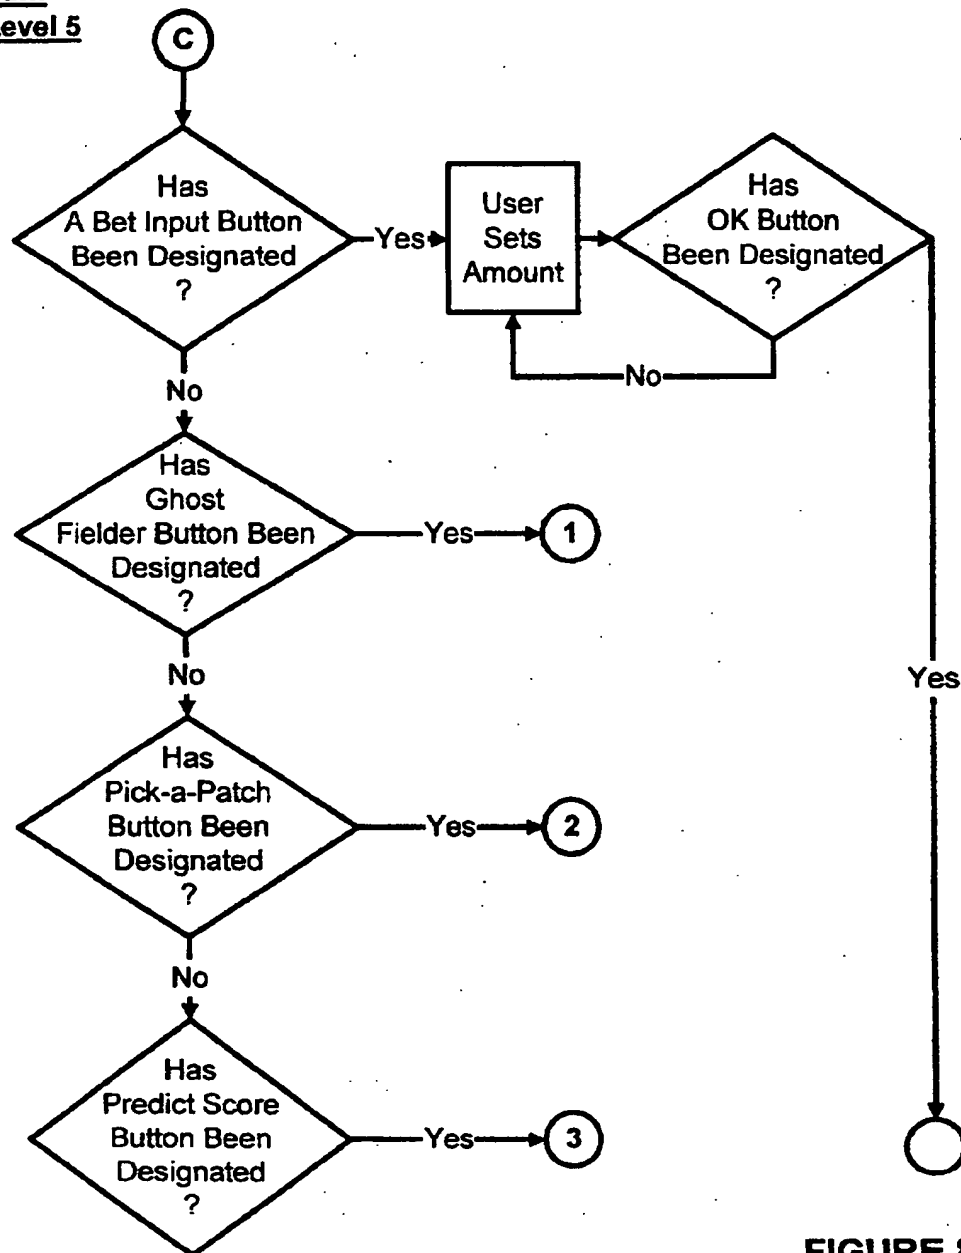 Level 5
C
Has
A Bet Input Button
Been Designated
?
Yes
User
Sets
Amount
Has
OK Button
Been Designated
?
No
No
Has
Ghost
Fielder Button Been
Designated
?
Yes
1
No
Yes
Has
Pick-a-Patch
Button Been
Designated
?
Yes
2
No
Has
Predict Score
Button Been
Designated
?
Yes
3
FIGURE